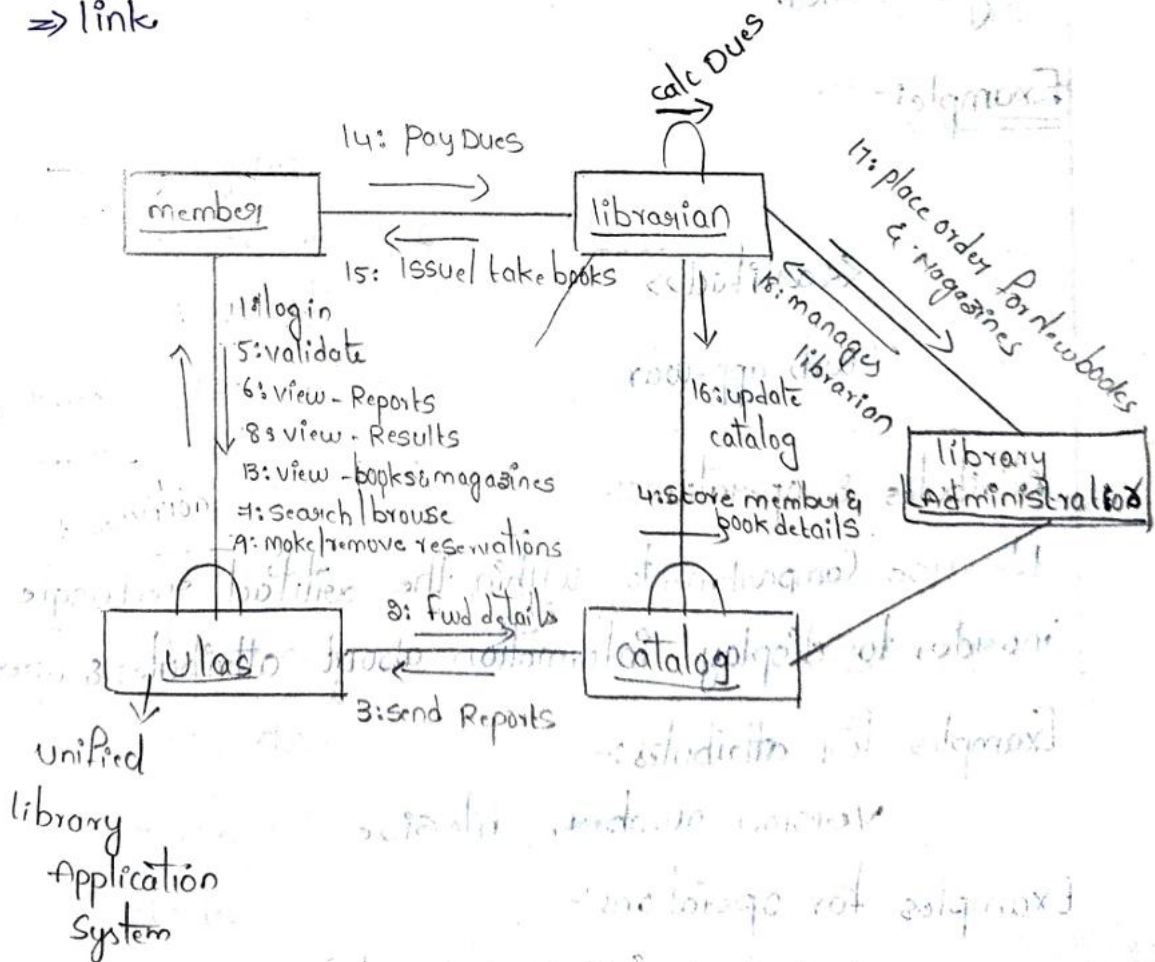 => link
calc Dues
14: Pay Dues
member
librarian
15: Issue/take books
17: place order for New books
& Magazines
18: manages
librarian
1: login
5: validate
6: view - Reports
8: view - Results
13: view - books & magazines
7: search/brouse
9: make/remove reservations
16: update
catalog
4: store member &
book details
library
Administration
2: fwd details
ulas
catalog
3: send Reports
unified
library
Application
System